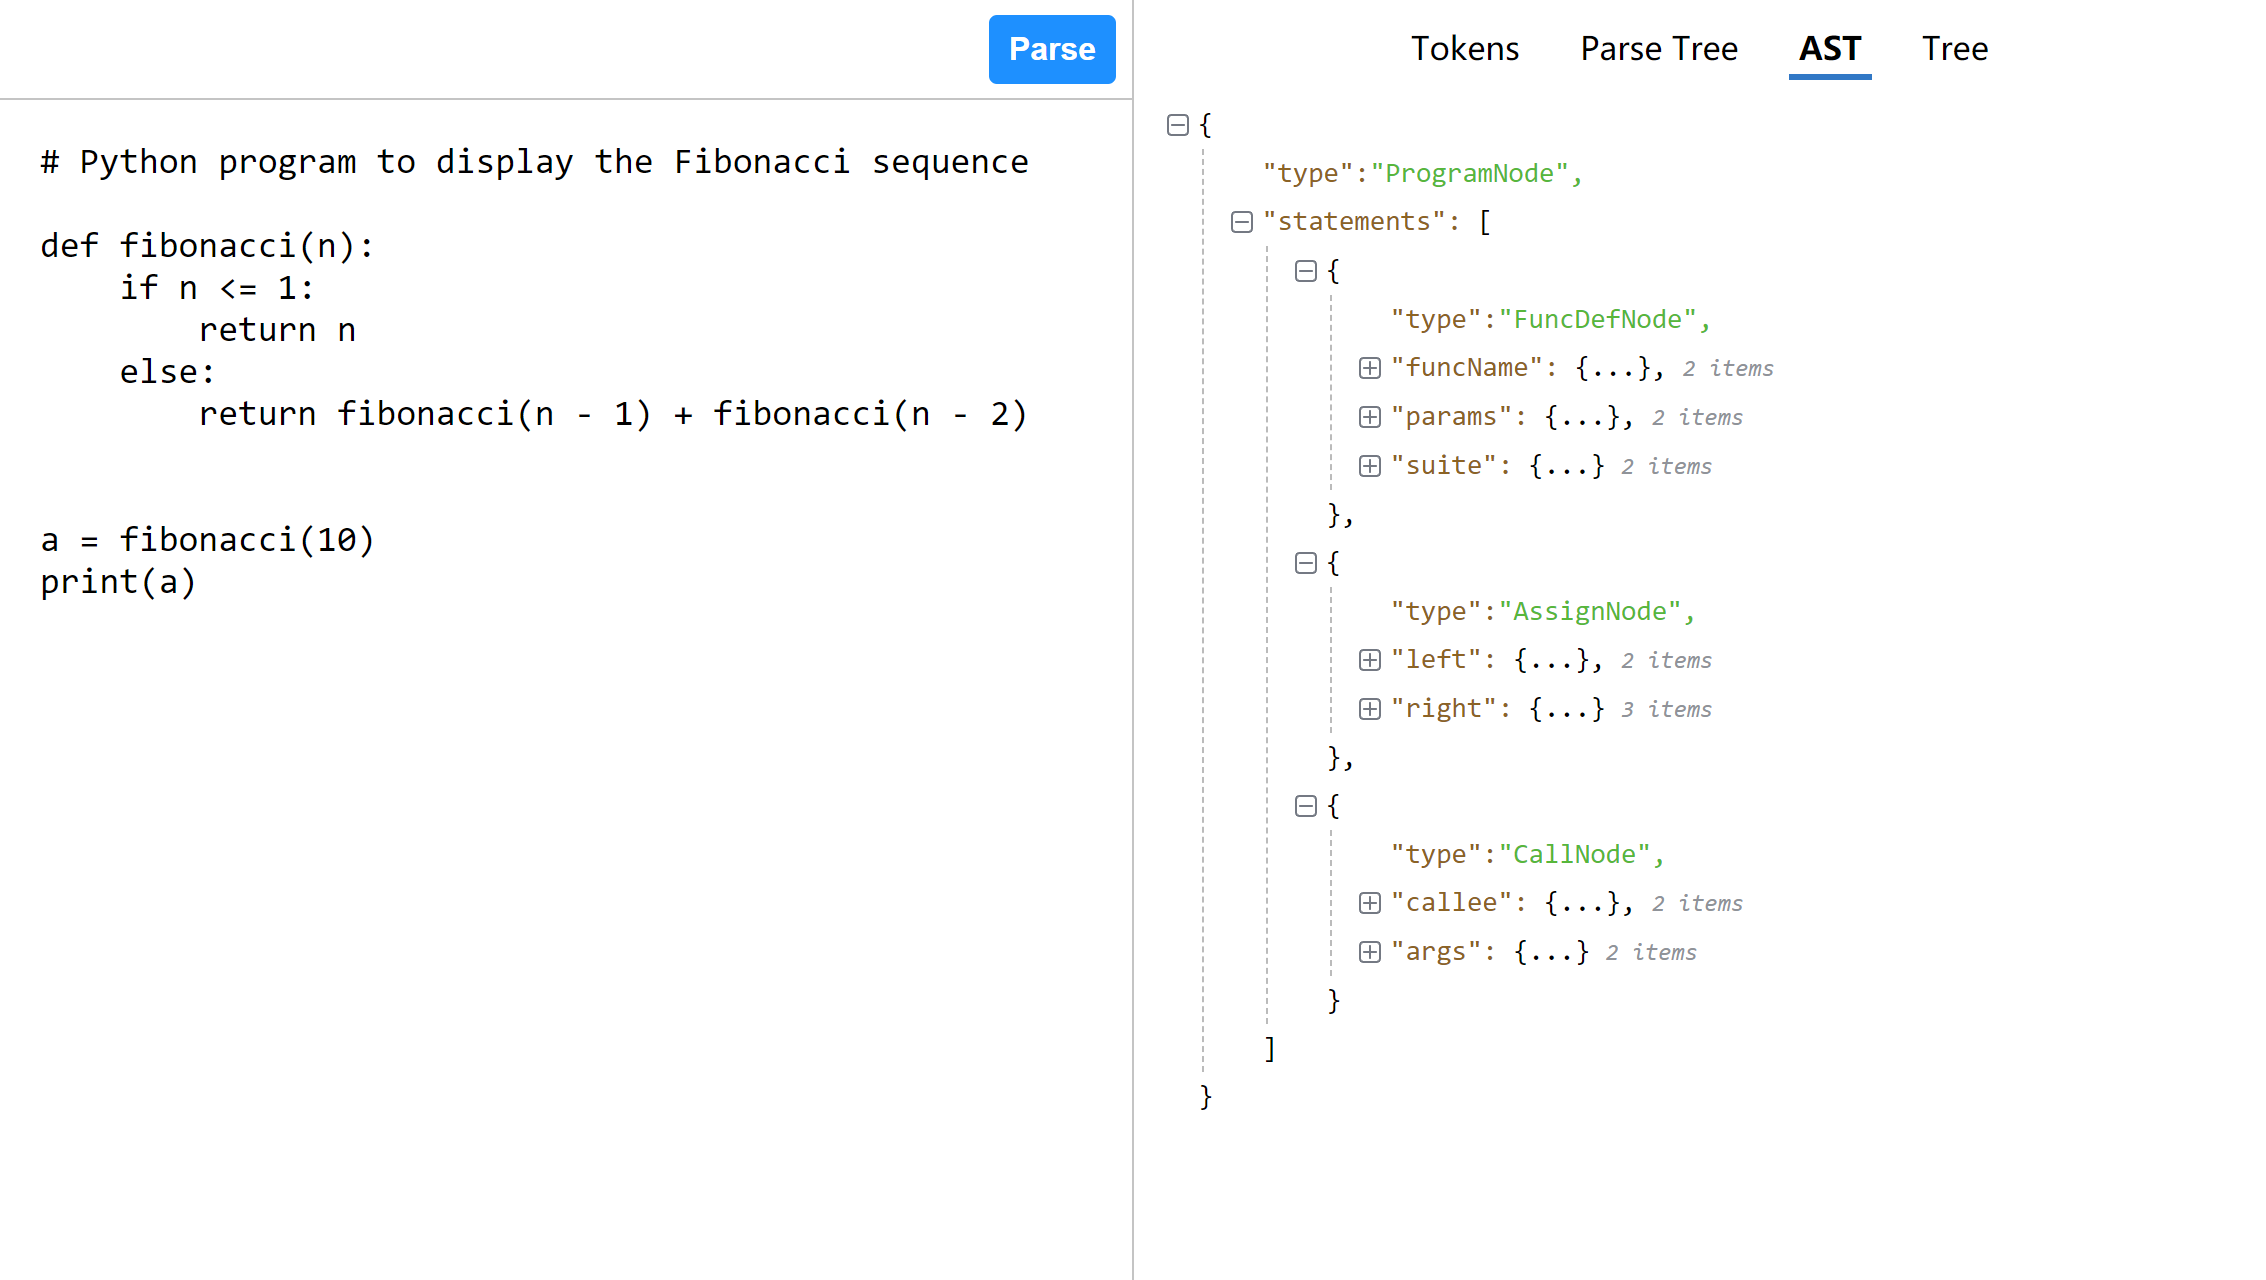 Parse
# Python program to display the Fibonacci sequence
def fibonacci(n):
    if n <= 1:
        return n
    else:
        return fibonacci(n - 1) + fibonacci(n - 2)
a = fibonacci(10)
print(a)
Tokens Parse Tree AST Tree
{
"type":"ProgramNode",
"statements": [
{
"type":"FuncDefNode",
"funcName": {...}, 2 items
"params": {...}, 2 items
"suite": {...} 2 items
},
{
"type":"AssignNode",
"left": {...}, 2 items
"right": {...} 3 items
},
{
"type":"CallNode",
"callee": {...}, 2 items
"args": {...} 2 items
}
]
}